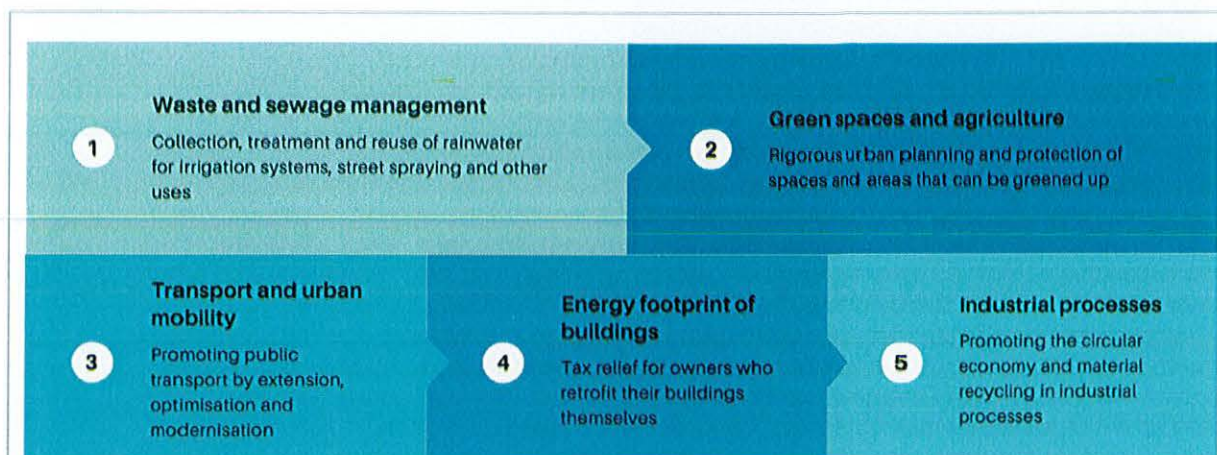 Waste and sewage management
1
Collection, treatment and reuse of rainwater
for irrigation systems, street spraying and other
uses
Green spaces and agriculture
2
Rigorous urban planning and protection of
spaces and areas that can be greened up
Transport and urban
mobility
3
Promoting public
transport by extension,
optimisation and
modernisation
Energy footprint of
buildings
4
Tax relief for owners who
retrofit their buildings
themselves
Industrial processes
5
Promoting the circular
economy and material
recycling in industrial
processes